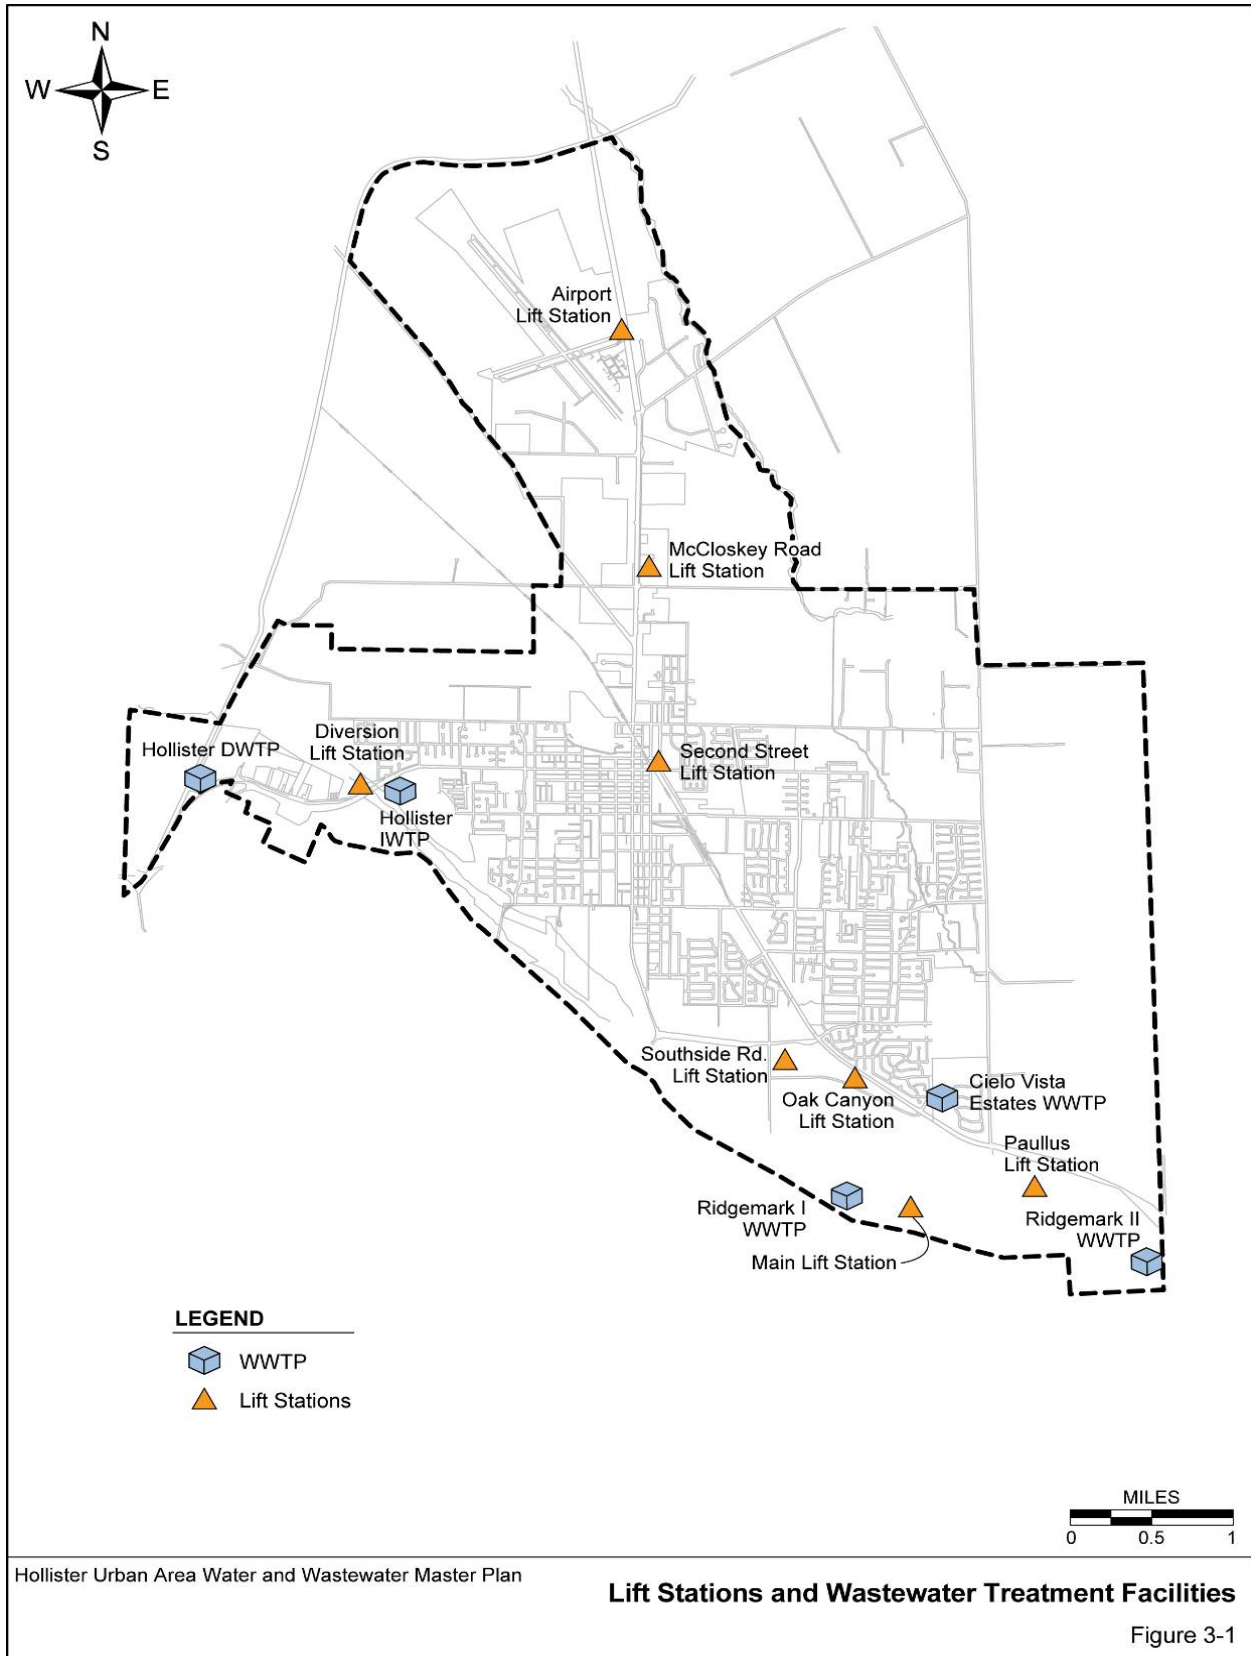 N
W E
S
Airport
Lift Station
McCloskey Road
Lift Station
Diversion
Lift Station
Hollister DWTP
Second Street
Lift Station
Hollister
IWTP
Southside Rd.
Lift Station
Oak Canyon
Lift Station
Cielo Vista
Estates WWTP
Paullus
Lift Station
Ridgemark I
WWTP
Ridgemark II
WWTP
Main Lift Station
LEGEND
WWTP
Lift Stations
MILES
0 0.5 1
Hollister Urban Area Water and Wastewater Master Plan
Lift Stations and Wastewater Treatment Facilities
Figure 3-1